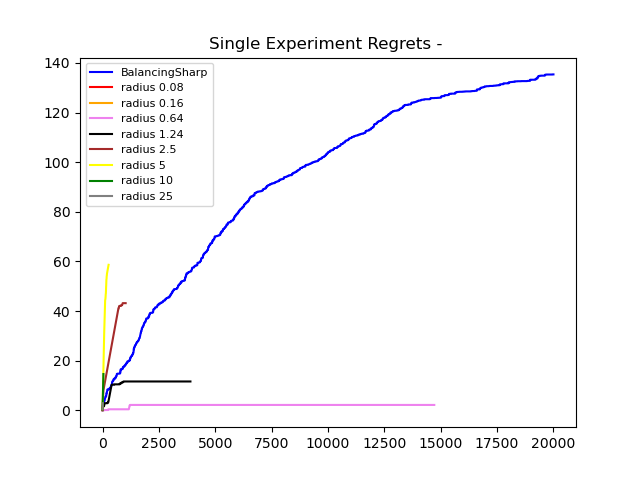 Single Experiment Regrets -
140
120
100
80
60
40
20
0
BalancingSharp
radius 0.08
radius 0.16
radius 0.64
radius 1.24
radius 2.5
radius 5
radius 10
radius 25
0 2500 5000 7500 10000 12500 15000 17500 20000